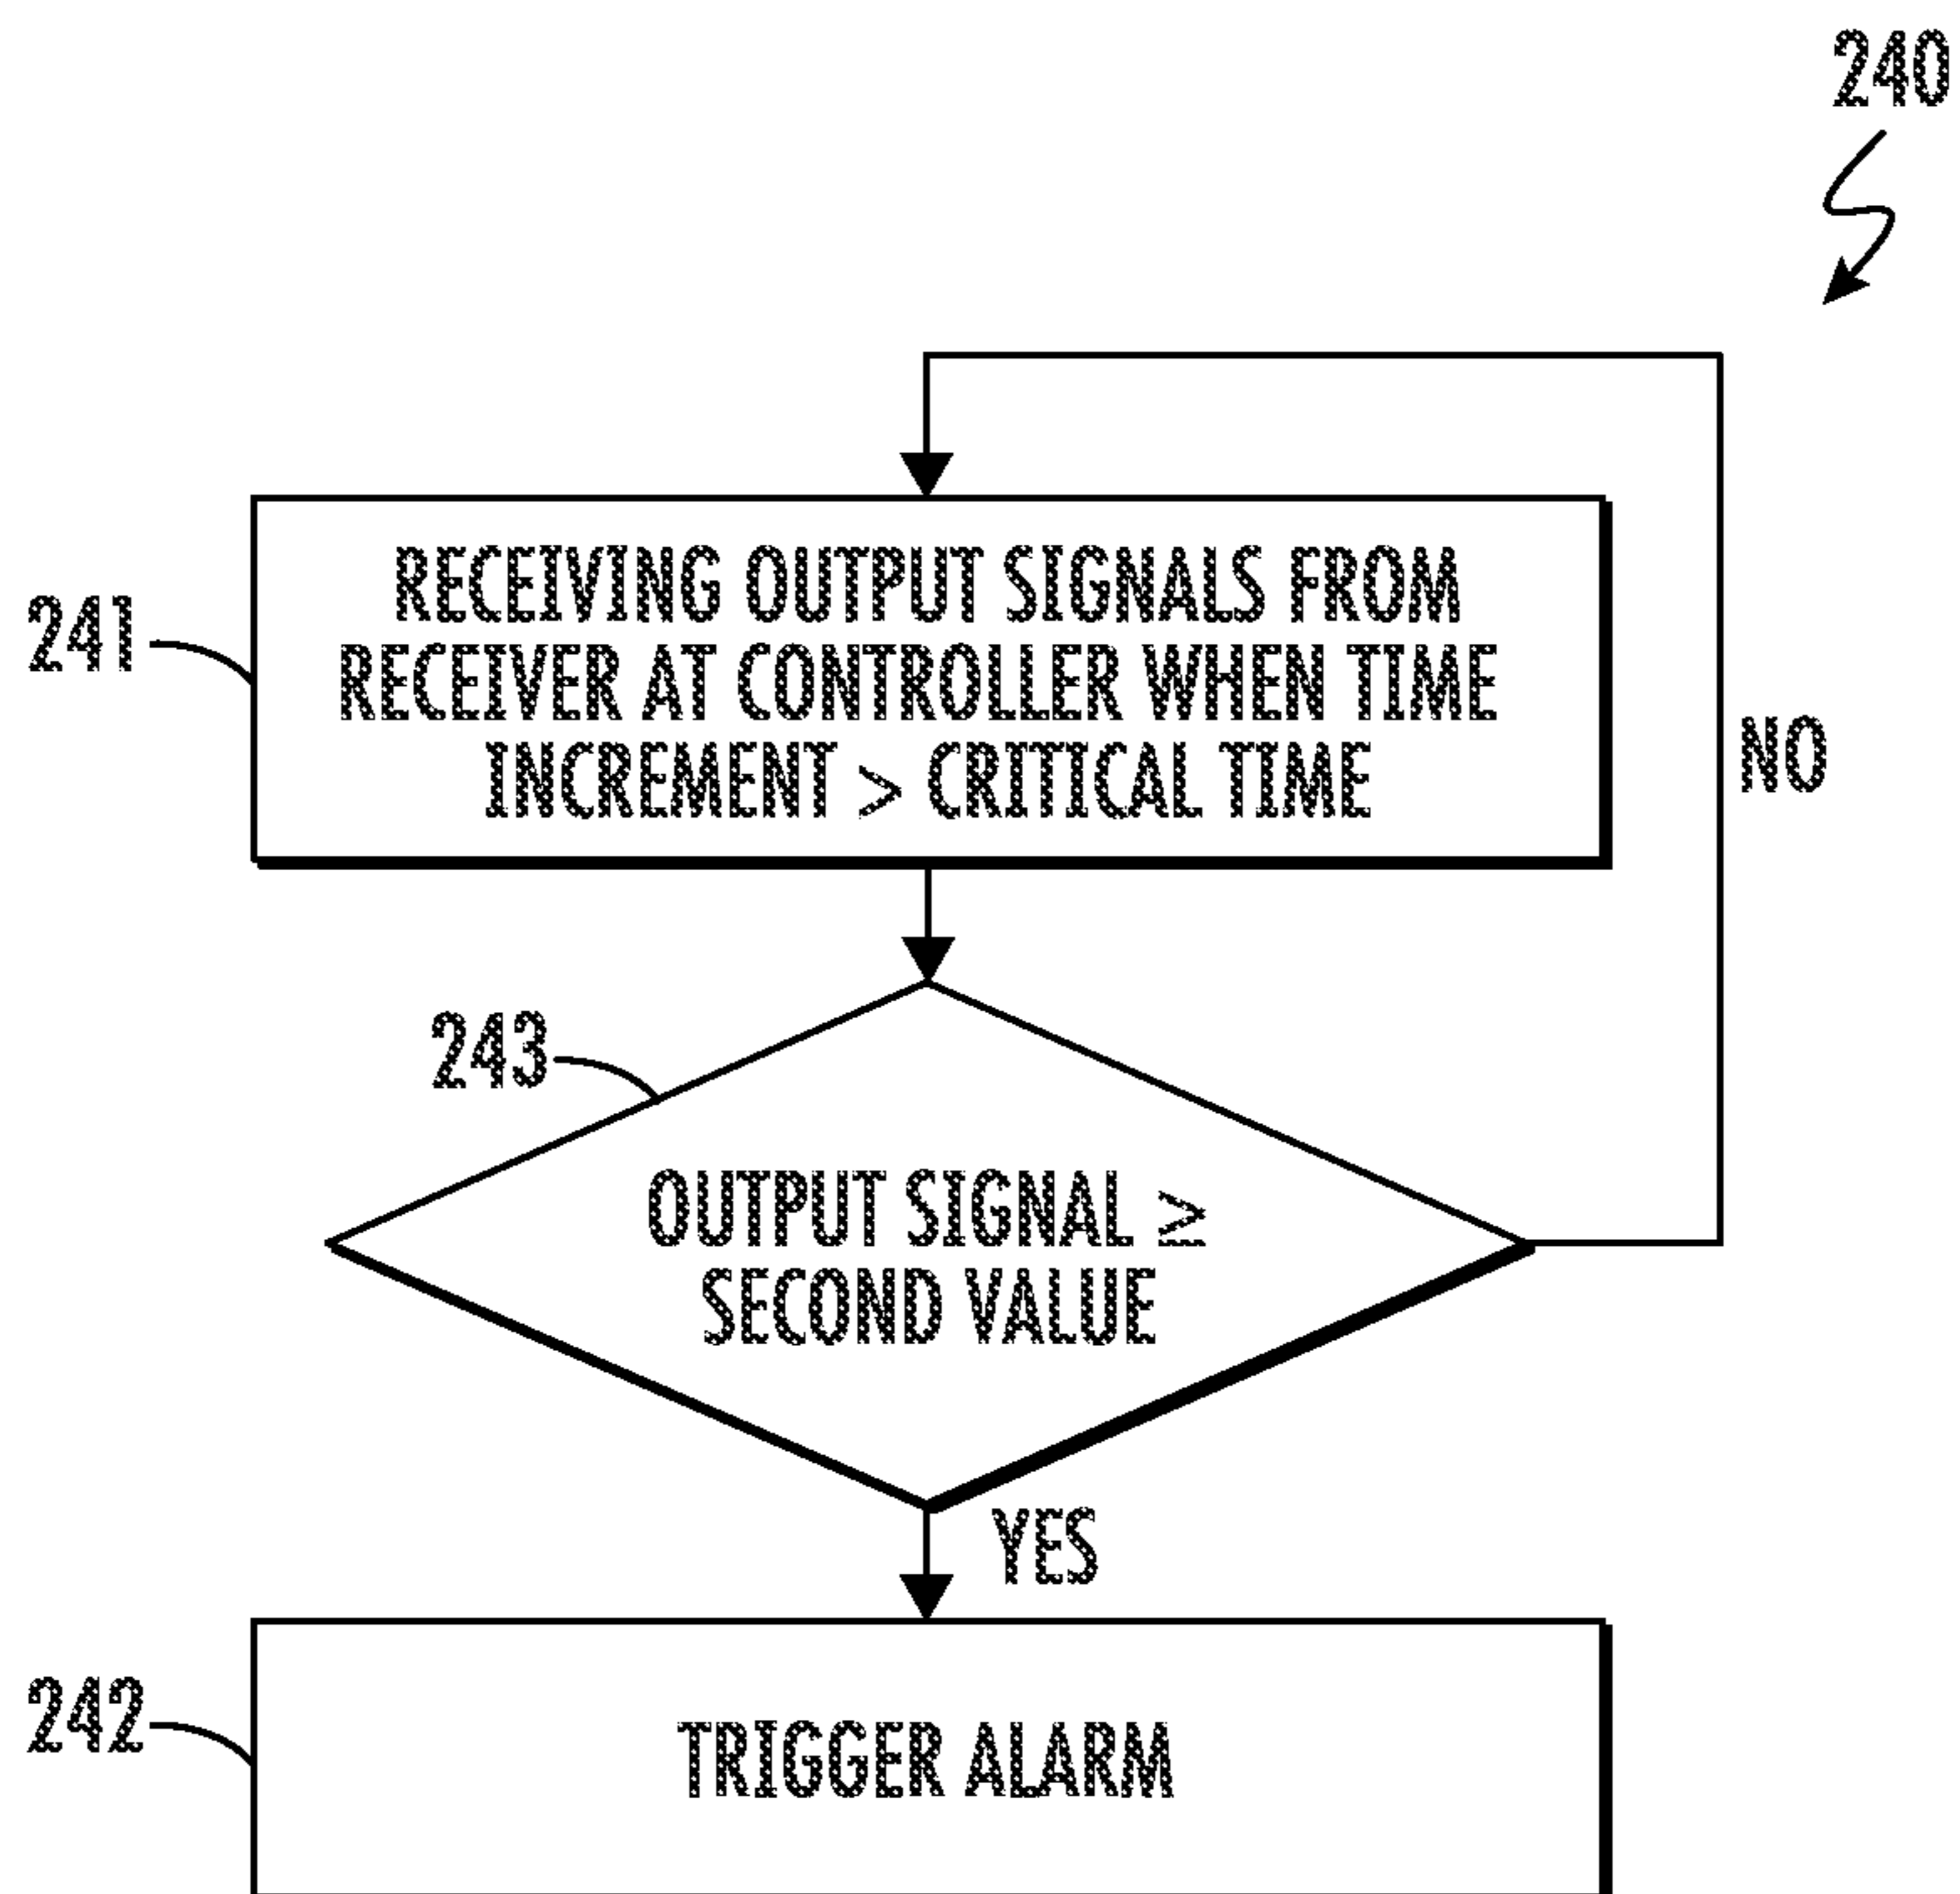 240
RECEIVING OUTPUT SIGNALS FROM
RECEIVER AT CONTROLLER WHEN TIME
INCREMENT > CRITICAL TIME
241
NO
243
OUTPUT SIGNAL ≥
SECOND VALUE
YES
242
TRIGGER ALARM